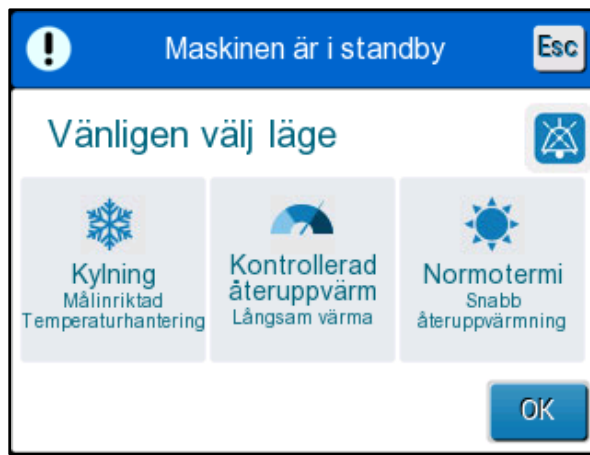 Maskinen är i standby
Esc
Vänligen välj läge
Kylning
Målinriktad
Temperaturhantering
Kontrollerad
återuppvärm
Långsam värma
Normotermi
Snabb
återuppvärmning
OK